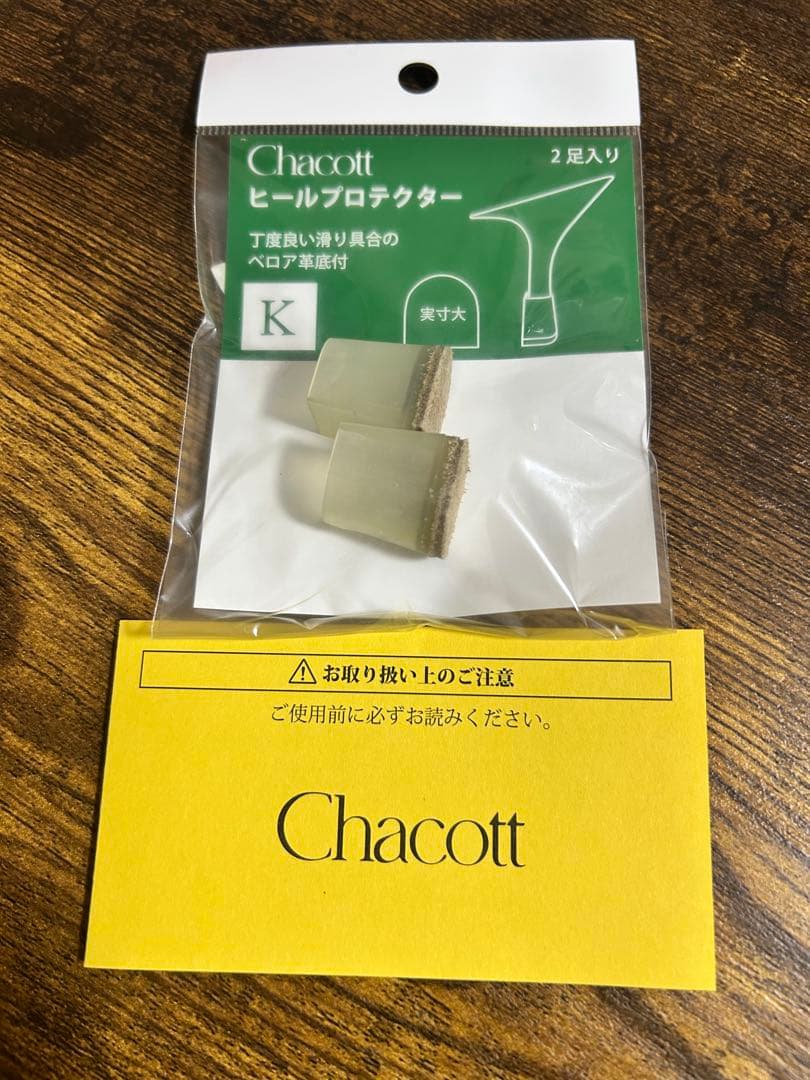 Chacott
2足入り
ヒールプロテクター
丁度良い滑り具合の
ベロア革底付
K
実寸大
⚠お取り扱い上のご注意
ご使用前に必ずお読みください。
Chacott